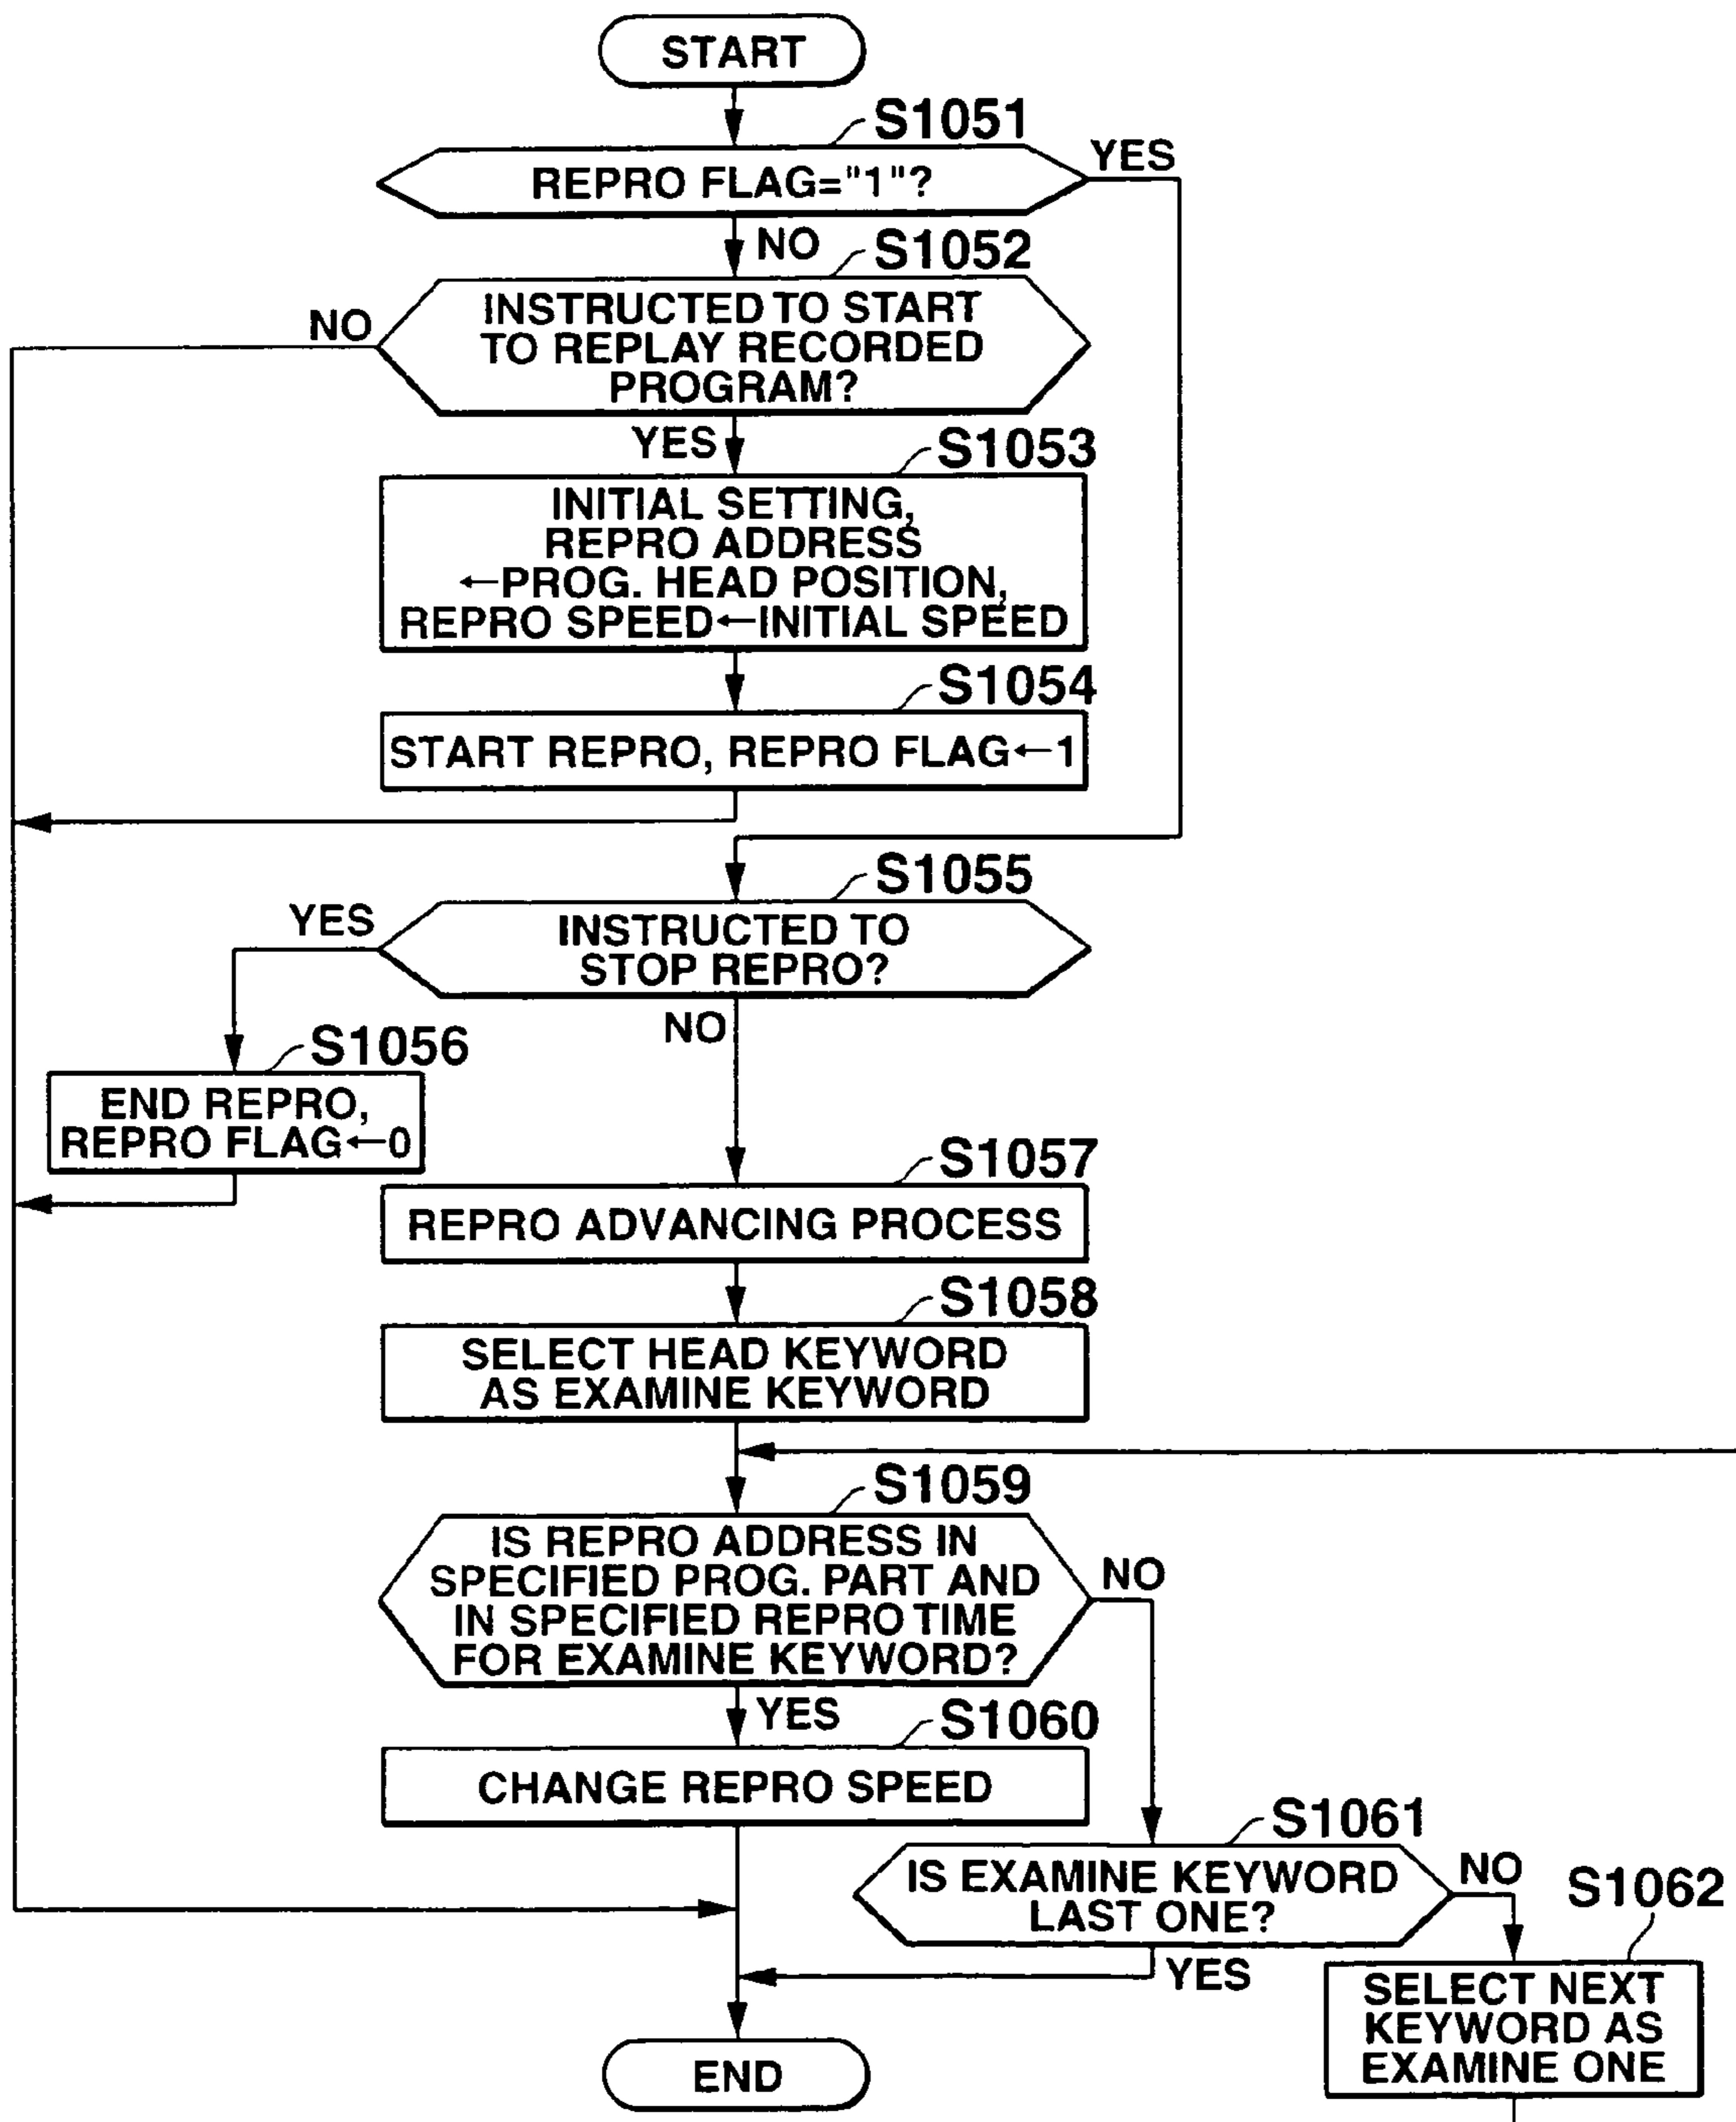 START
S1051
REPRO FLAG="1"?
YES
NO
S1052
INSTRUCTED TO START
TO REPLAY RECORDED
PROGRAM?
NO
YES
S1053
INITIAL SETTING,
REPRO ADDRESS
←PROG. HEAD POSITION,
REPRO SPEED←INITIAL SPEED
S1054
START REPRO, REPRO FLAG←1
S1055
YES
INSTRUCTED TO
STOP REPRO?
NO
S1056
END REPRO,
REPRO FLAG←0
S1057
REPRO ADVANCING PROCESS
S1058
SELECT HEAD KEYWORD
AS EXAMINE KEYWORD
S1059
IS REPRO ADDRESS IN
SPECIFIED PROG. PART AND
IN SPECIFIED REPRO TIME
FOR EXAMINE KEYWORD?
NO
YES
S1060
CHANGE REPRO SPEED
S1061
IS EXAMINE KEYWORD
LAST ONE?
NO
YES
S1062
SELECT NEXT
KEYWORD AS
EXAMINE ONE
END